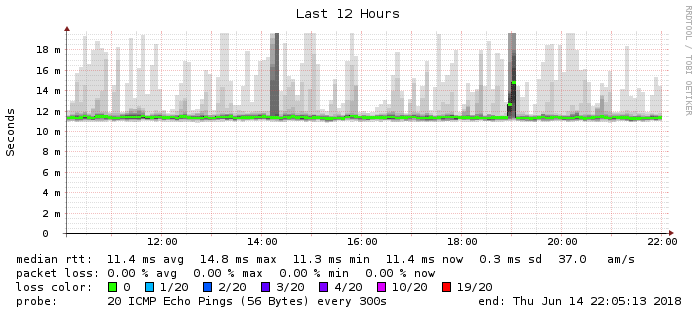 Last 12 Hours
RRDTOOL / TOBI OETIKER
Seconds
18 m
16 m
14 m
12 m
10 m
8 m
6 m
4 m
2 m
0
12:00 14:00 16:00 18:00 20:00 22:00
median rtt: 11.4 ms avg 14.8 ms max 11.3 ms min 11.4 ms now 0.3 ms sd 37.0 am/s
packet loss: 0.00 % avg 0.00 % max 0.00 % min 0.00 % now
loss color: 0 1/20 2/20 3/20 4/20 10/20 19/20
probe: 20 ICMP Echo Pings (56 Bytes) every 300s end: Thu Jun 14 22:05:13 2018